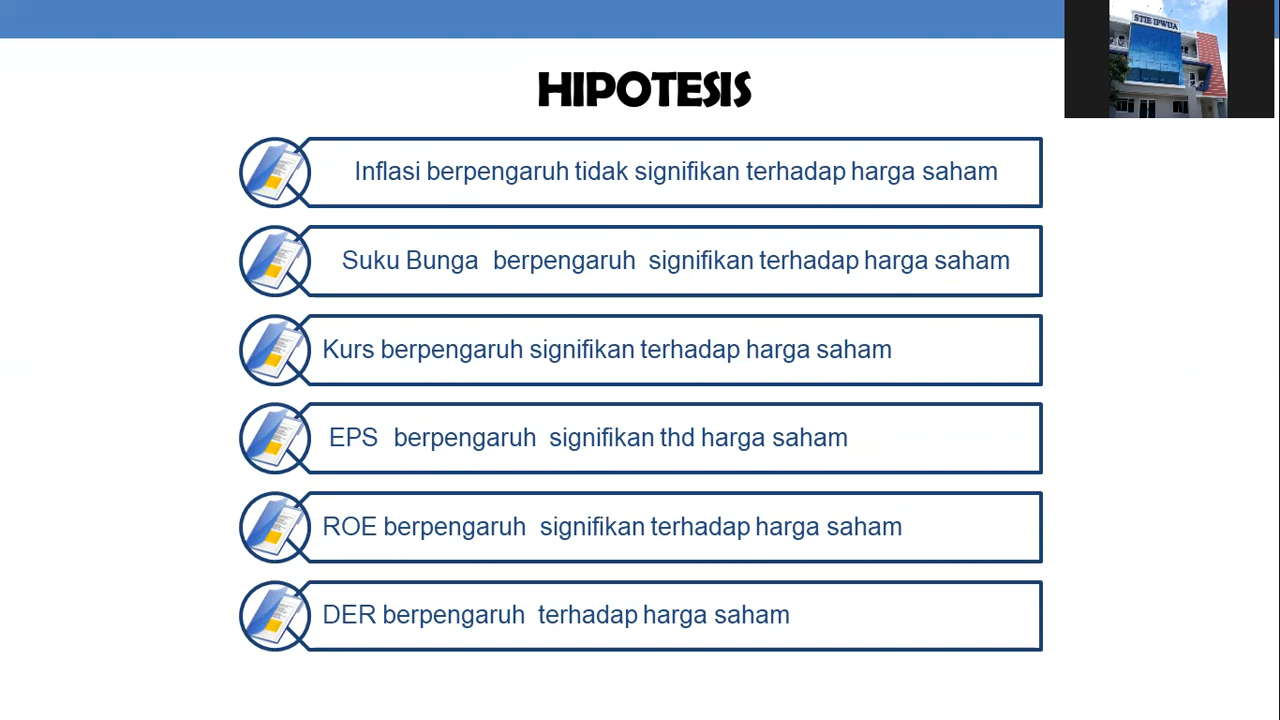 STIE IPWIJA
HIPOTESIS
Inflasi berpengaruh tidak signifikan terhadap harga saham
Suku Bunga berpengaruh signifikan terhadap harga saham
Kurs berpengaruh signifikan terhadap harga saham
EPS berpengaruh signifikan thd harga saham
ROE berpengaruh signifikan terhadap harga saham
DER berpengaruh terhadap harga saham